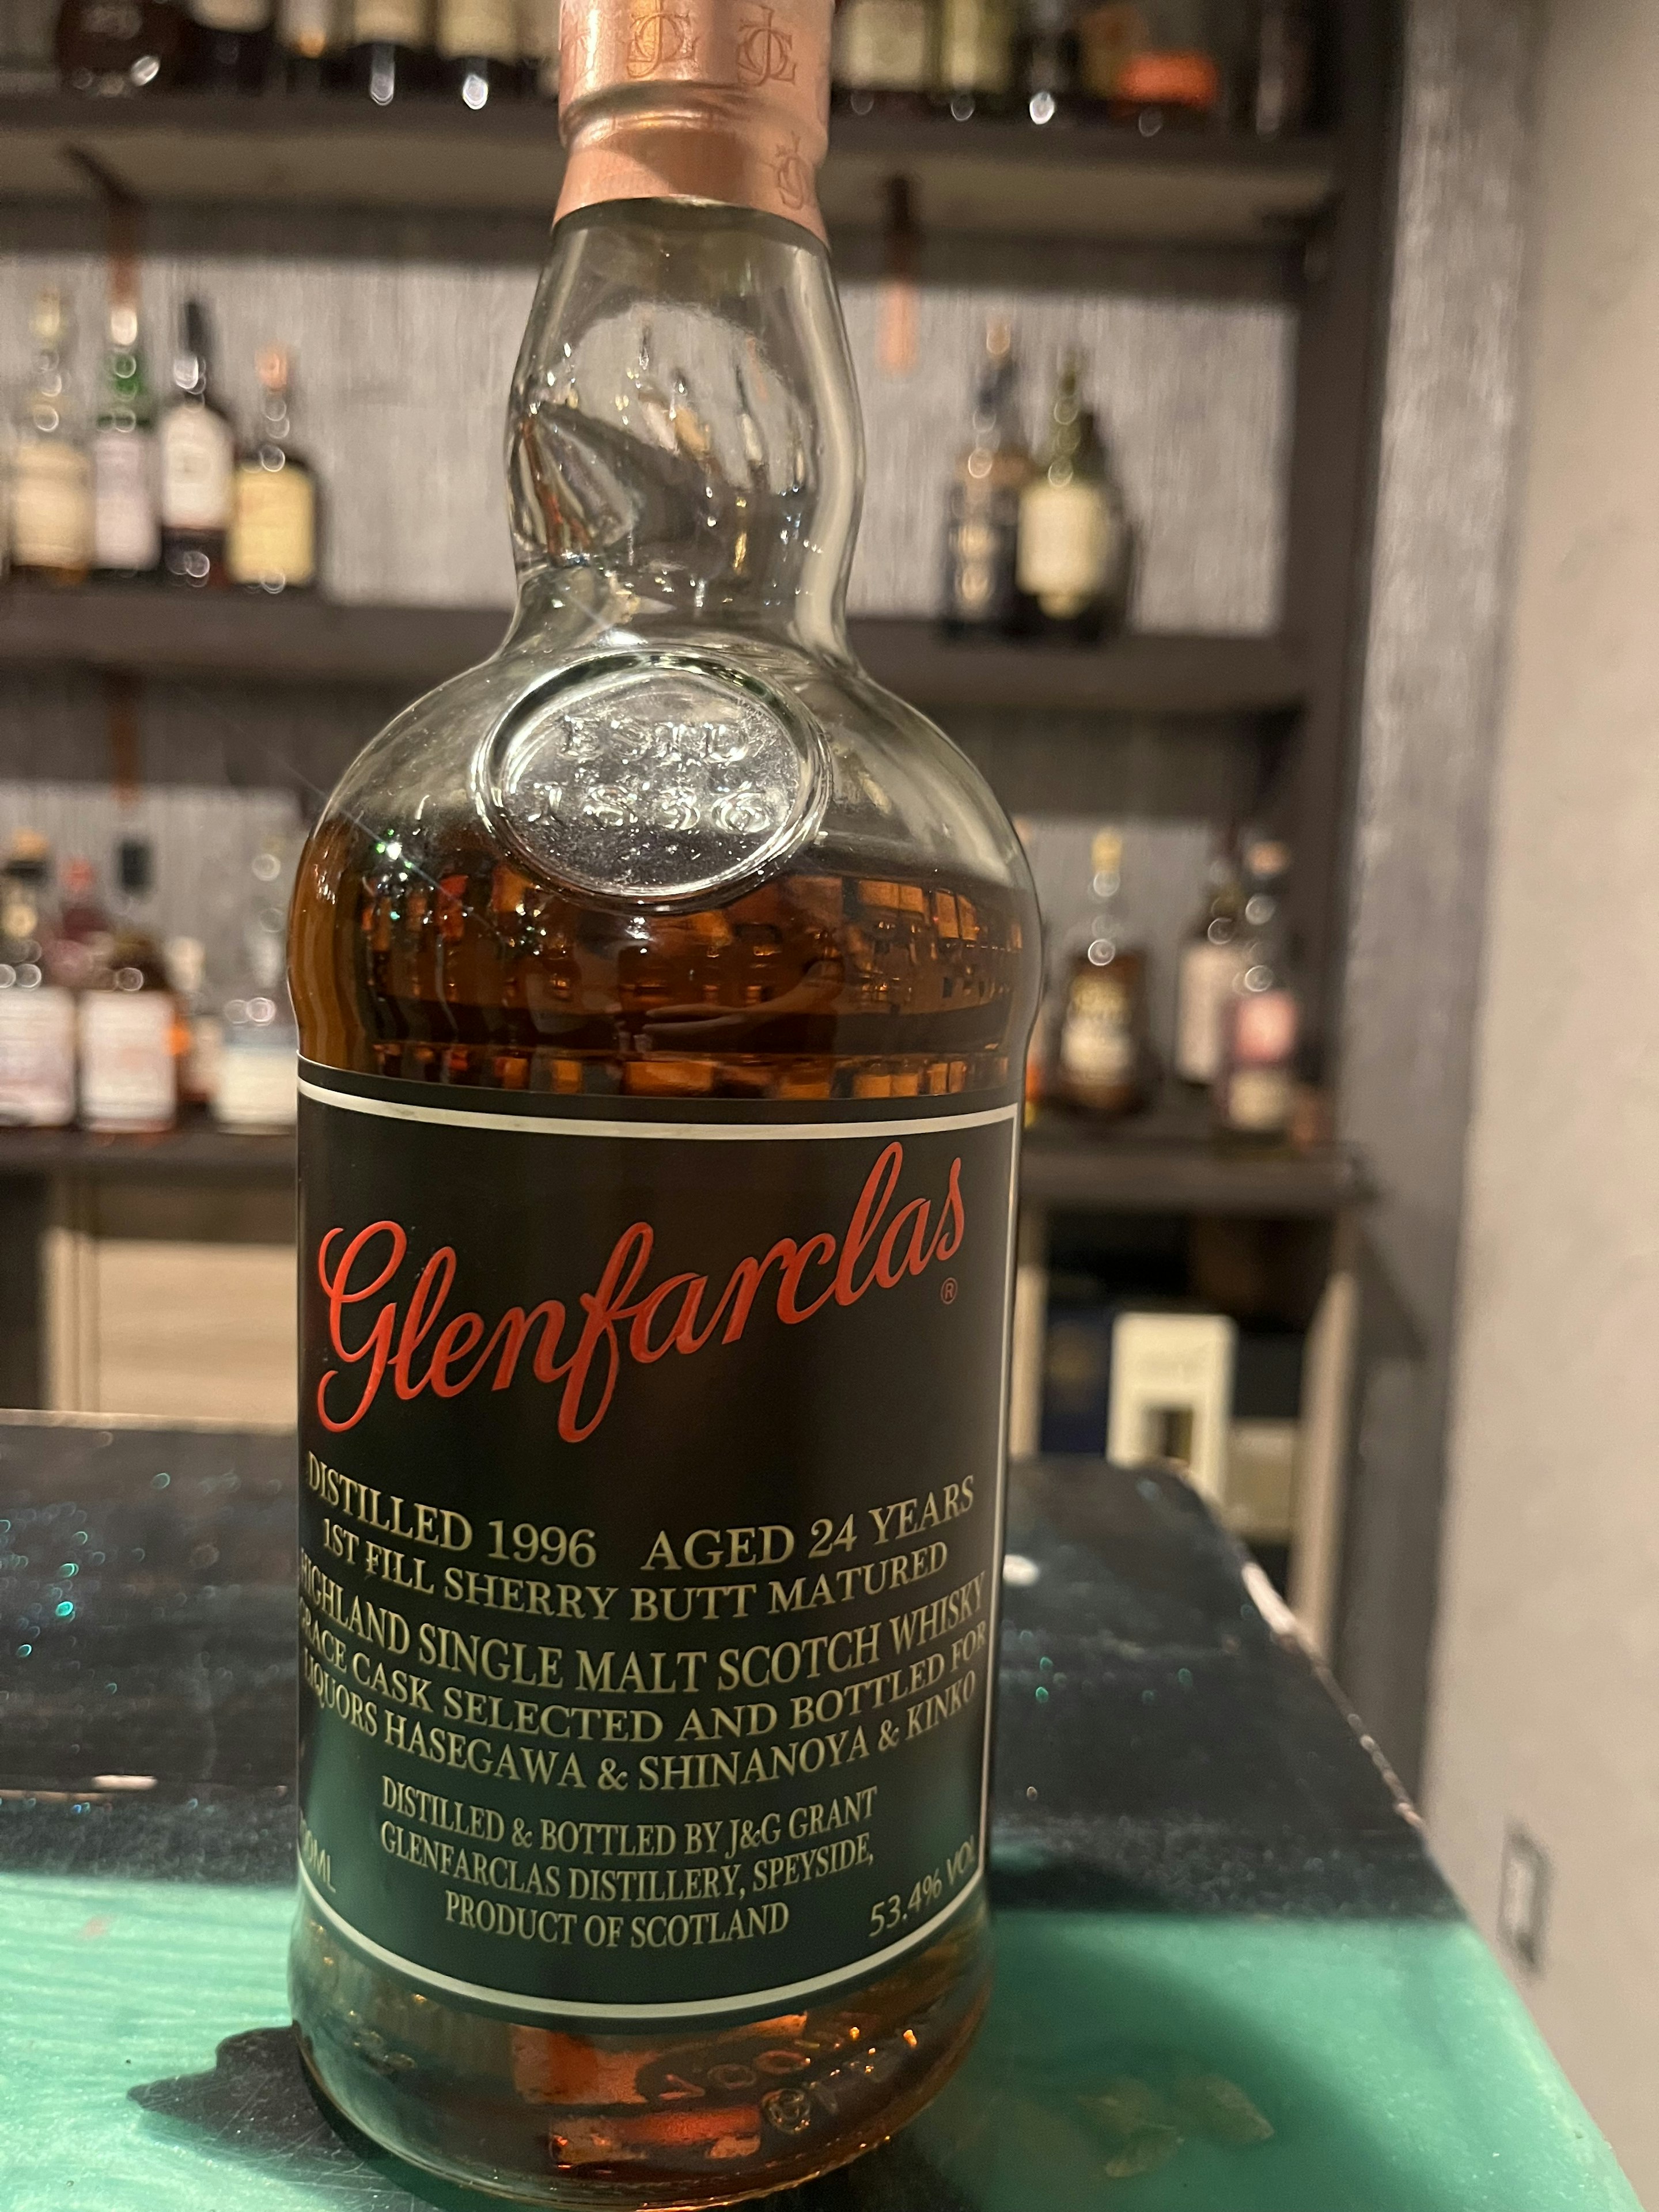 ESTD
1836
Glenfarclas
®
DISTILLED 1996 AGED 24 YEARS
1ST FILL SHERRY BUTT MATURED
HIGHLAND SINGLE MALT SCOTCH WHISKY
CASK SELECTED AND BOTTLED FOR
LIQUORS HASEGAWA & SHINANOYA & KINKO
DISTILLED & BOTTLED BY J&G GRANT
GLENFARCLAS DISTILLERY, SPEYSIDE,
PRODUCT OF SCOTLAND
53.4% VOL